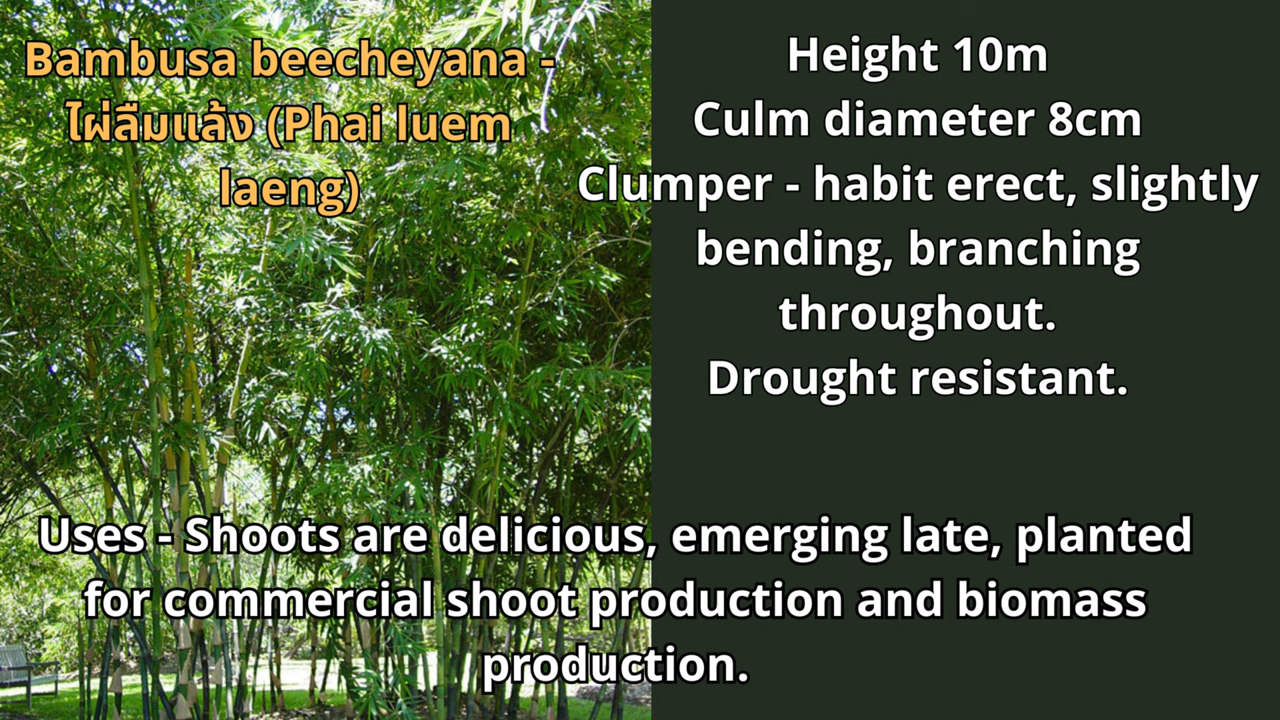 Bambusa beecheyana -
ไผ่ลืมแล้ง (Phai luem
laeng)
Height 10m
Culm diameter 8cm
Clumper - habit erect, slightly
bending, branching
throughout.
Drought resistant.
Uses - Shoots are delicious, emerging late, planted
for commercial shoot production and biomass
production.